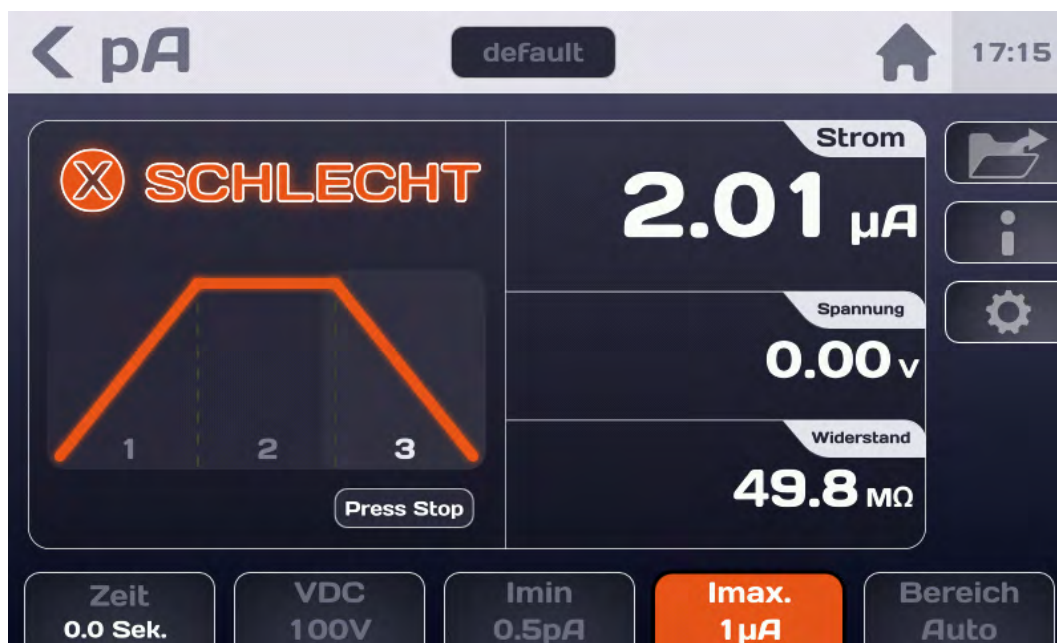 pA
default
17:15
X SCHLECHT
1
2
3
Press Stop
Strom
2.01 µA
Spannung
0.00 V
Widerstand
49.8 MΩ
Zeit
0.0 Sek.
VDC
100V
Imin
0.5pA
Imax.
1µA
Bereich
Auto